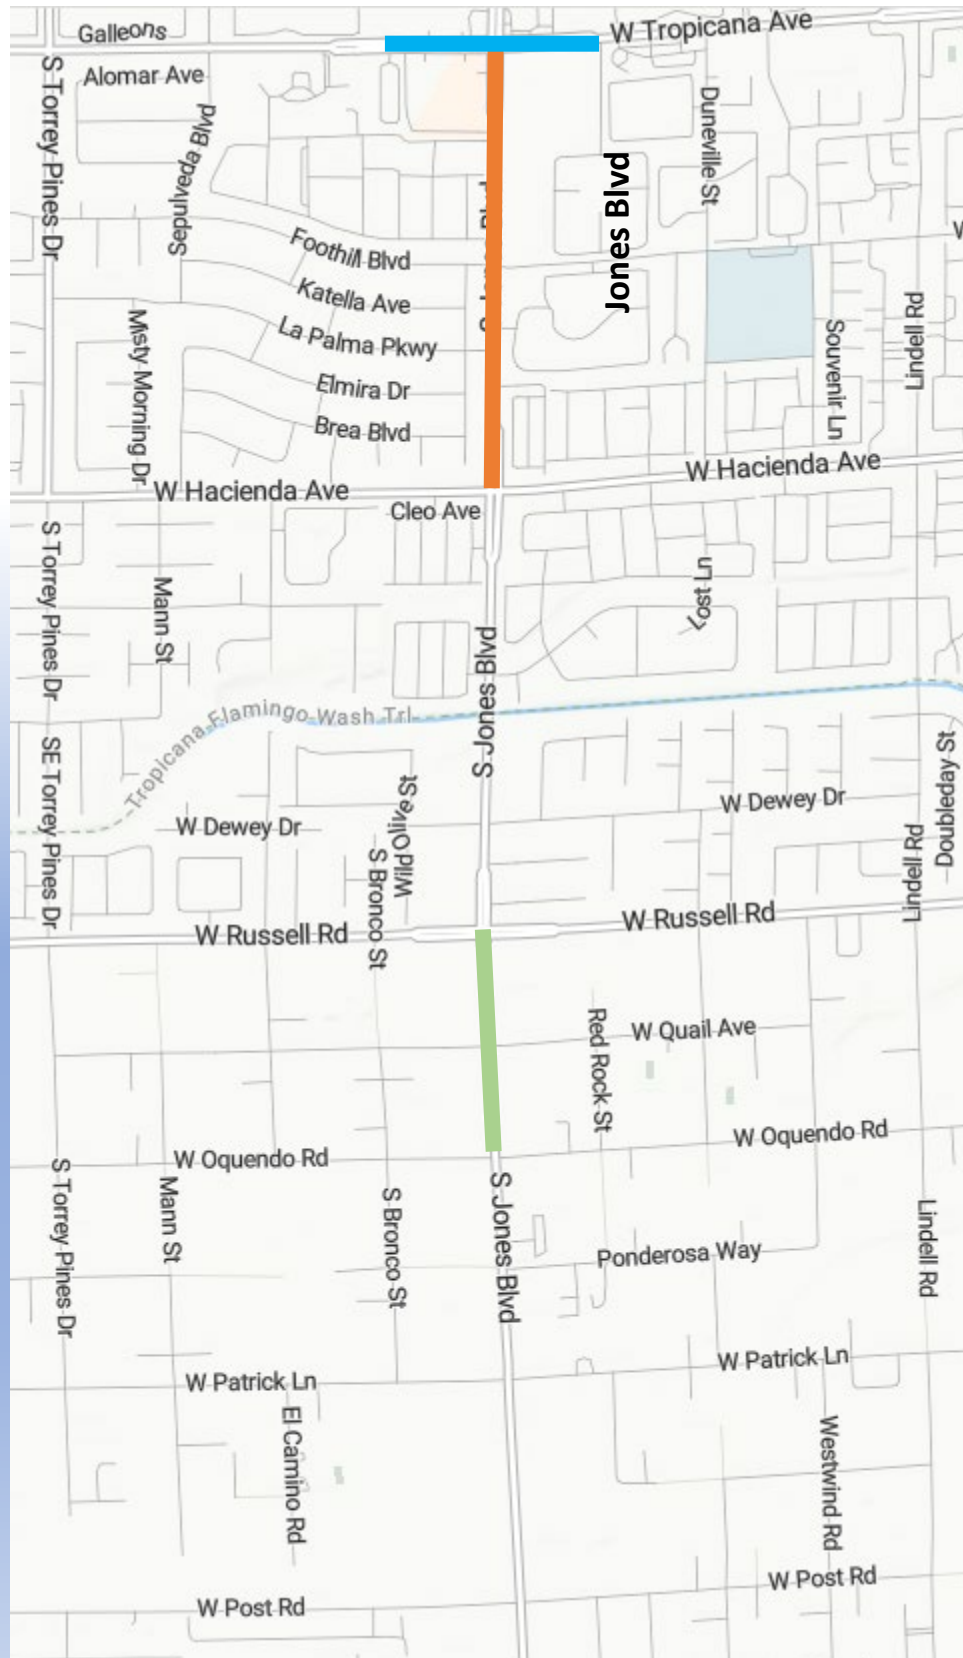 Galleons
W Tropicana Ave
Alomar Ave
S Torrey Pines Dr
Sepulveda Blvd
Duneville St
Jones Blvd
Foothill Blvd
Katella Ave
La Palma Pkwy
Misty Morning Dr
Elmira Dr
Brea Blvd
Souvenir Ln
Lindell Rd
W
W Hacienda Ave
W Hacienda Ave
Cleo Ave
S Torrey Pines Dr
Mann St
Lost Ln
S Jones Blvd
Tropicana Flamingo Wash Trl
SE Torrey Pines Dr
Wild Olive St
W Dewey Dr
W Dewey Dr
Doubleday St
Lindell Rd
S Bronco St
W Russell Rd
W Russell Rd
Red Rock St
W Quail Ave
W Oquendo Rd
W Oquendo Rd
S Torrey Pines Dr
Mann St
S Bronco St
S Jones Blvd
Lindell Rd
Ponderosa Way
W Patrick Ln
W Patrick Ln
El Camino Rd
Westwind Rd
W Post Rd
W Post Rd